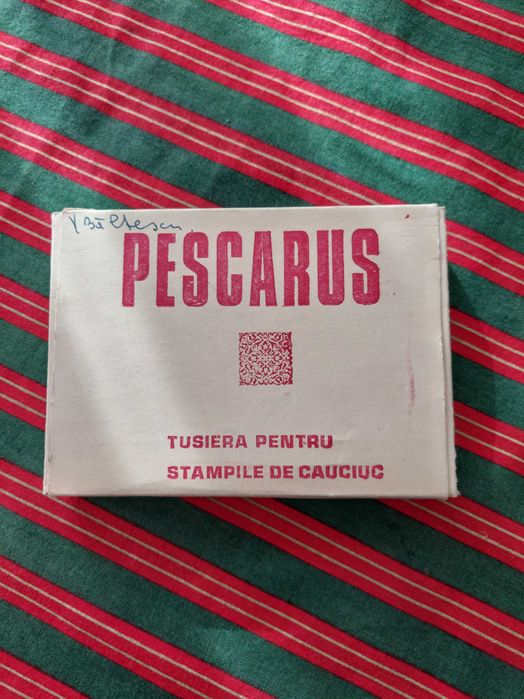 PESCARUS
TUSIERA PENTRU
STAMPILE DE CAUCIUC